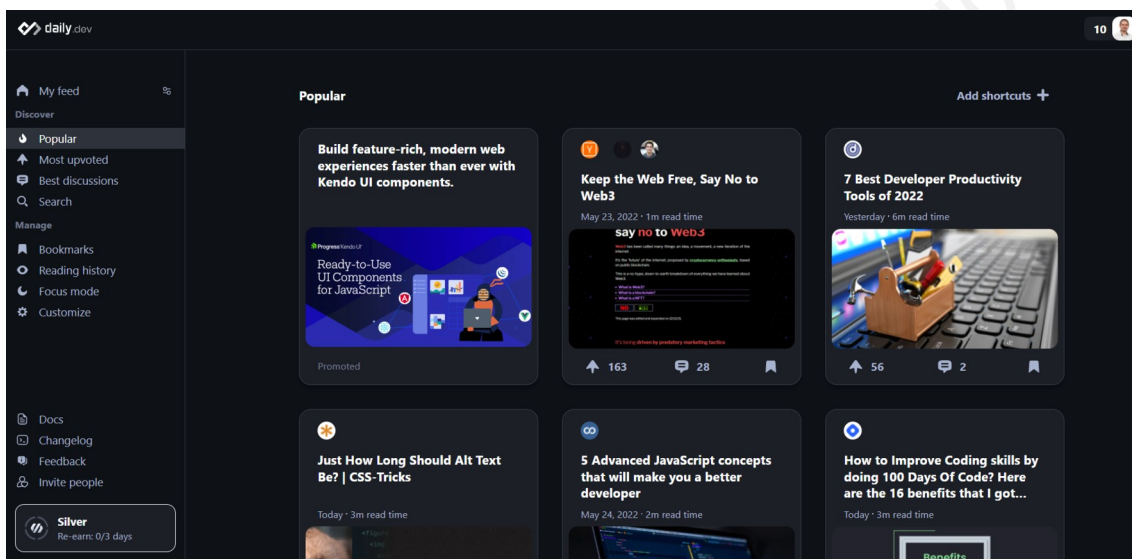 daily.dev
10
My feed
Discover
Popular
Most upvoted
Best discussions
Search
Manage
Bookmarks
Reading history
Focus mode
Customize
Docs
Changelog
Feedback
Invite people
Silver
Re-earn: 0/3 days
Popular
Add shortcuts
Build feature-rich, modern web
experiences faster than ever with
Kendo UI components.
Progress Kendo UI
Ready-to-Use
UI Components
for JavaScript
Promoted
Keep the Web Free, Say No to
Web3
May 23, 2022 · 1m read time
say no to Web3
It's being driven by predatory marketing tactics
163
28
7 Best Developer Productivity
Tools of 2022
Yesterday · 6m read time
56
2
Just How Long Should Alt Text
Be? | CSS-Tricks
Today · 3m read time
5 Advanced JavaScript concepts
that will make you a better
developer
May 24, 2022 · 2m read time
How to Improve Coding skills by
doing 100 Days Of Code? Here
are the 16 benefits that I got...
Today · 3m read time
Benefits